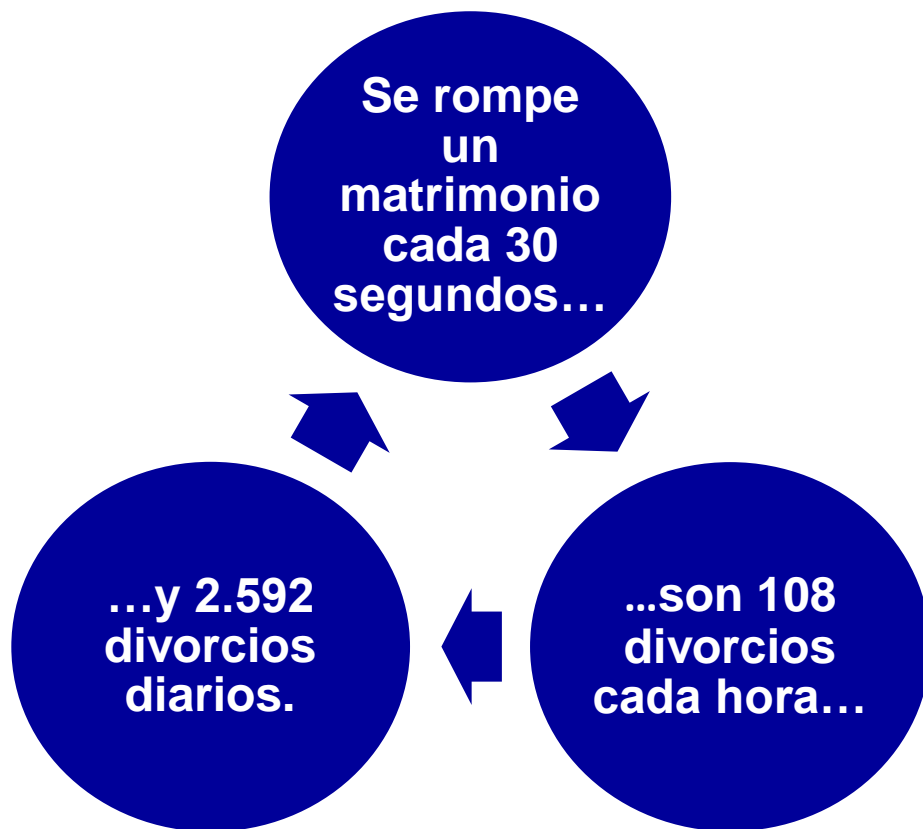 Se rompe
un
matrimonio
cada 30
segundos…
...son 108
divorcios
cada hora…
…y 2.592
divorcios
diarios.